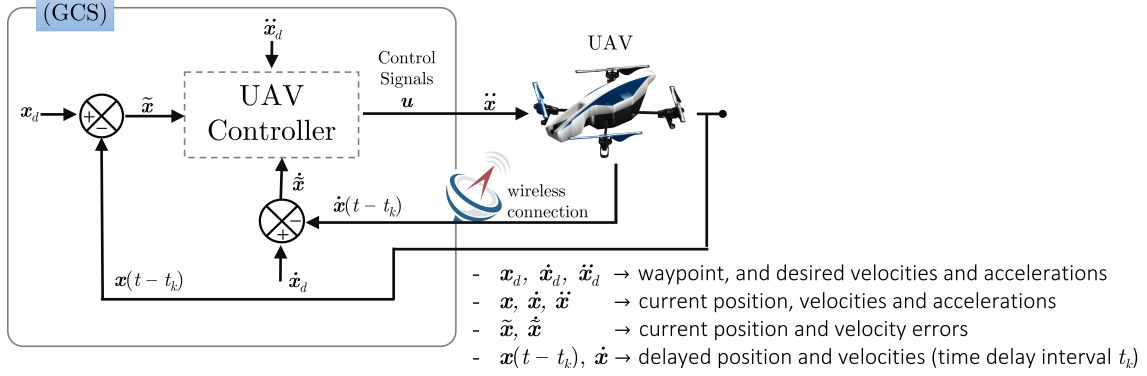 (GCS)
ẍ_d
UAV
Control
Signals
u
x_d
+
−
x̃
UAV
Controller
ẍ
x̃̇
wireless
connection
ẋ(t − t_k)
−
+
ẋ_d
x(t − t_k)
- x_d, ẋ_d, ẍ_d → waypoint, and desired velocities and accelerations
- x, ẋ, ẍ → current position, velocities and accelerations
- x̃, x̃̇ → current position and velocity errors
- x(t − t_k), ẋ → delayed position and velocities (time delay interval t_k)